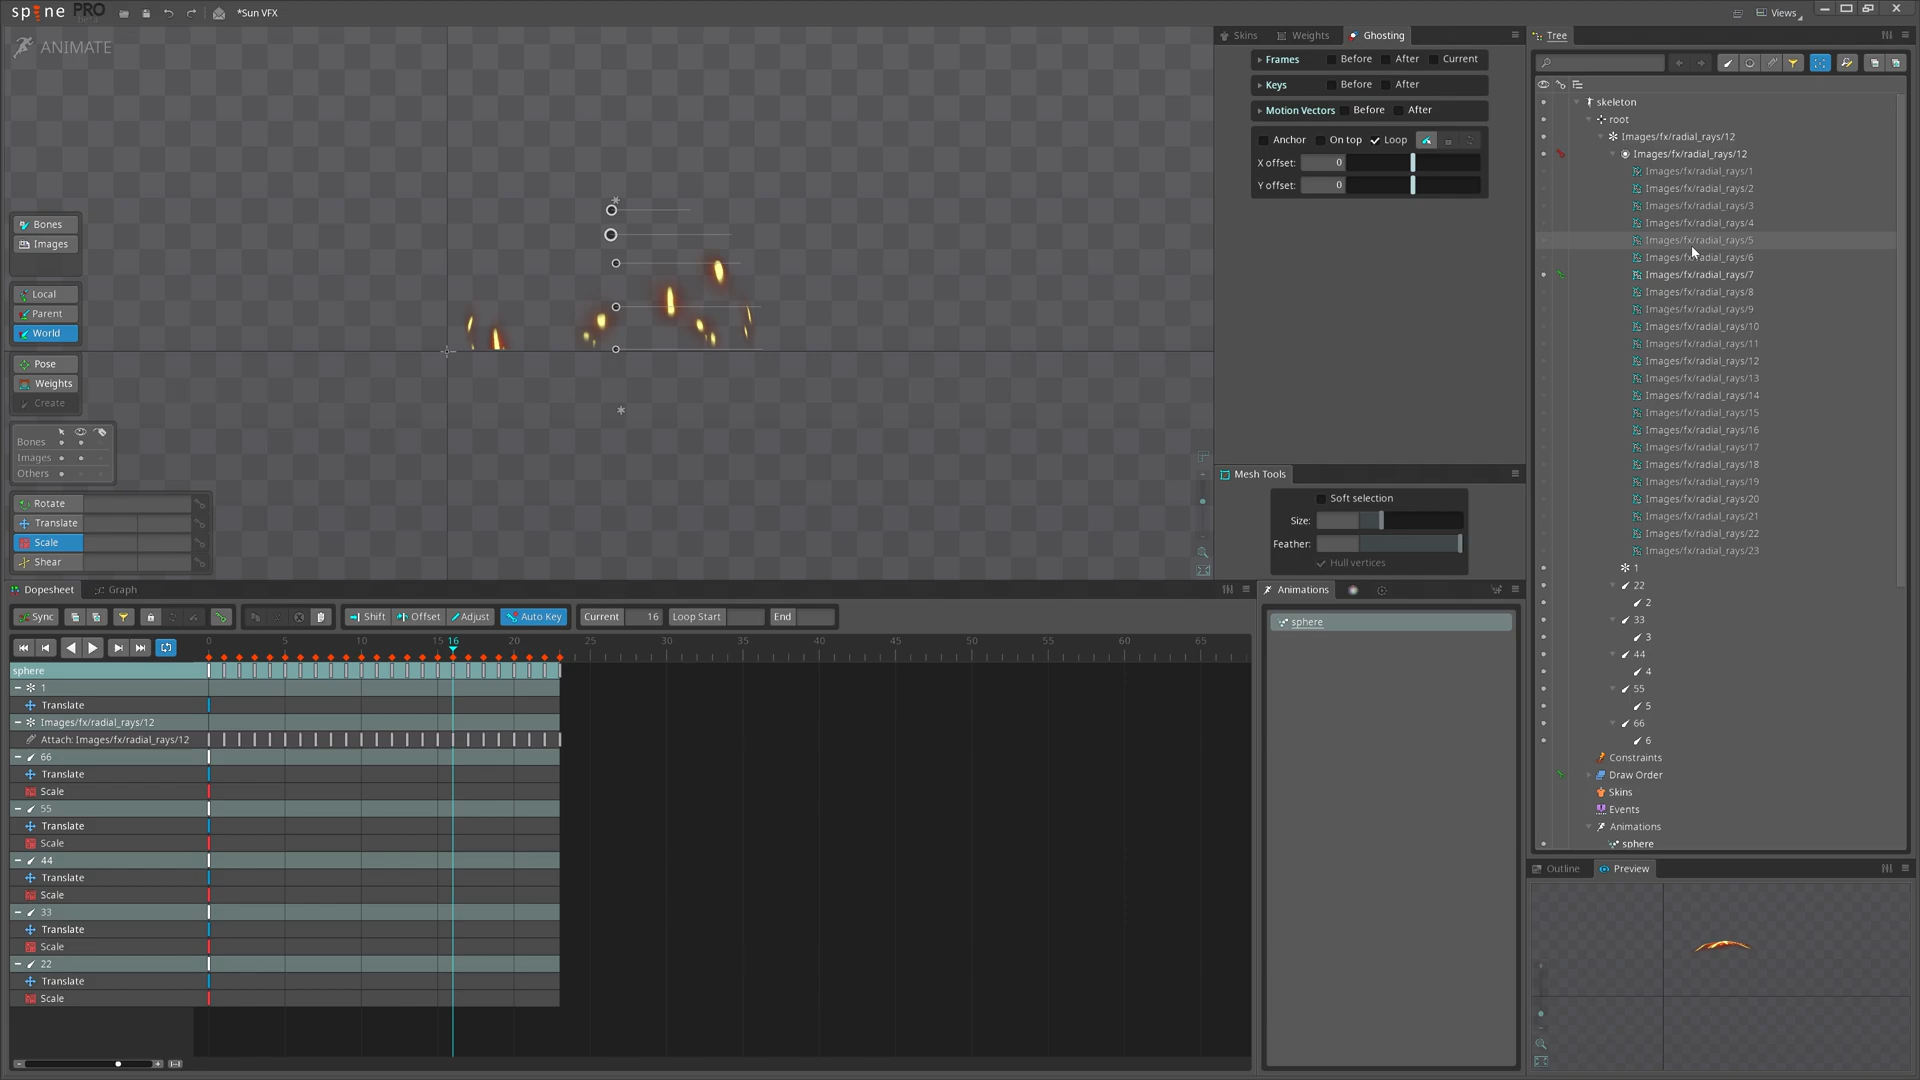 spine PRO
beta
*Sun VFX
Views
ANIMATE
Bones
Images
Local
Parent
World
Pose
Weights
Create
Bones
Images
Others
Rotate
Translate
Scale
Shear
Skins
Weights
Ghosting
Frames Before After Current
Keys Before After
Motion Vectors Before After
Anchor On top Loop
X offset: 0
Y offset: 0
Mesh Tools
Soft selection
Size:
Feather:
Hull vertices
Tree
skeleton
root
Images/fx/radial_rays/12
Images/fx/radial_rays/12
Images/fx/radial_rays/1
Images/fx/radial_rays/2
Images/fx/radial_rays/3
Images/fx/radial_rays/4
Images/fx/radial_rays/5
Images/fx/radial_rays/6
Images/fx/radial_rays/7
Images/fx/radial_rays/8
Images/fx/radial_rays/9
Images/fx/radial_rays/10
Images/fx/radial_rays/11
Images/fx/radial_rays/12
Images/fx/radial_rays/13
Images/fx/radial_rays/14
Images/fx/radial_rays/15
Images/fx/radial_rays/16
Images/fx/radial_rays/17
Images/fx/radial_rays/18
Images/fx/radial_rays/19
Images/fx/radial_rays/20
Images/fx/radial_rays/21
Images/fx/radial_rays/22
Images/fx/radial_rays/23
1
22
2
33
3
44
4
55
5
66
6
Constraints
Draw Order
Skins
Events
Animations
sphere
Dopesheet Graph
Sync Shift Offset Adjust Auto Key Current 16 Loop Start End
0 5 15 16 20 25 30 35 40 45 50 55 60 65
sphere
1
Translate
Images/fx/radial_rays/12
Attach: Images/fx/radial_rays/12
66
Translate
Scale
55
Translate
Scale
44
Translate
Scale
33
Translate
Scale
22
Translate
Scale
Animations
sphere
Outline
Preview